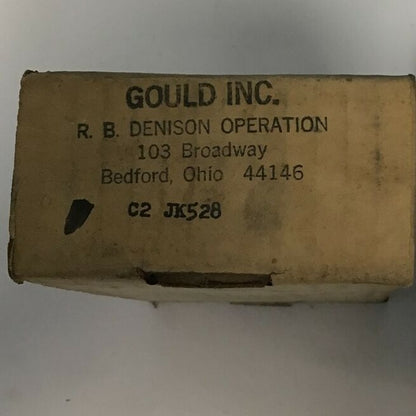 GOULD INC.
R. B. DENISON OPERATION
103 Broadway
Bedford, Ohio 44146
C2 JK528